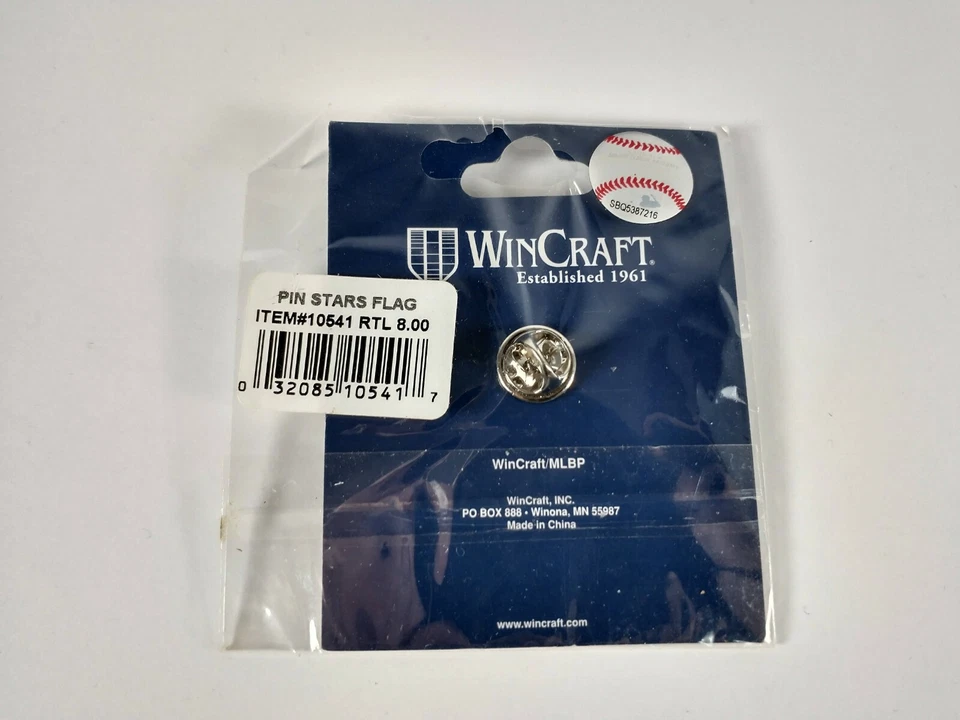 SBQ5387216
WINCRAFT®
Established 1961
PIN STARS FLAG
ITEM#10541 RTL 8.00
0 32085 10541 7
WinCraft/MLBP
WinCraft, INC.
PO BOX 888 • Winona, MN 55987
Made in China
www.wincraft.com